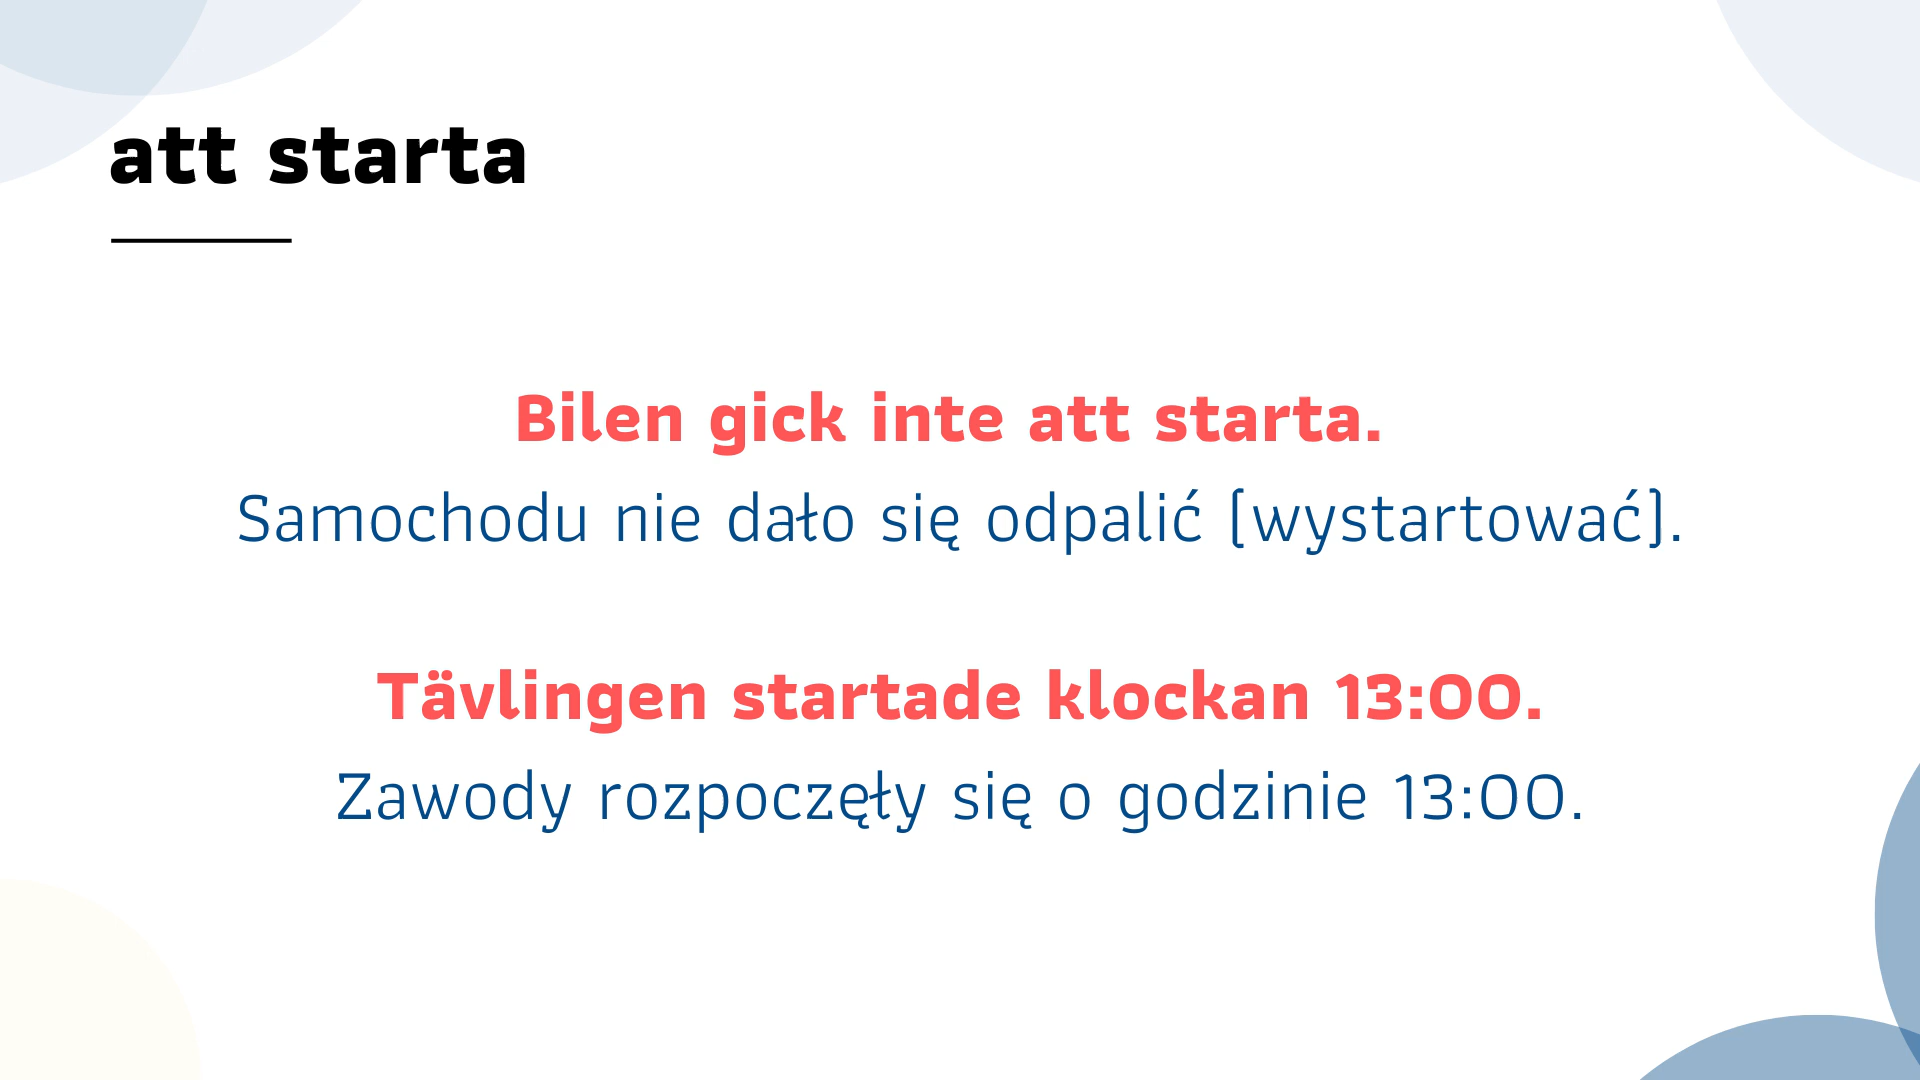 att starta
Bilen gick inte att starta.
Samochodu nie dało się odpalić (wystartować).
Tävlingen startade klockan 13:00.
Zawody rozpoczęły się o godzinie 13:00.